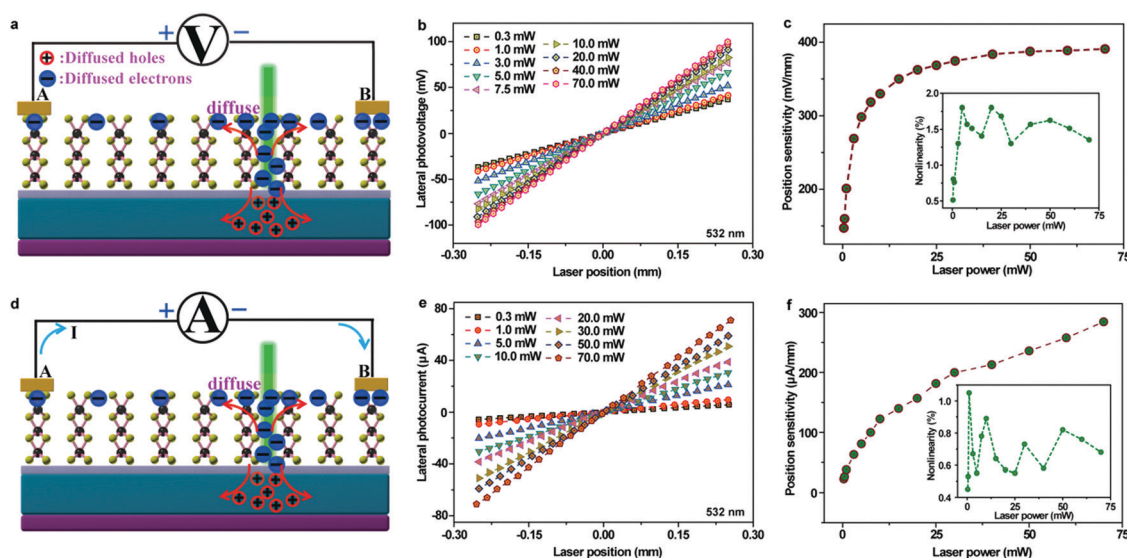 a
+ V −
+ :Diffused holes
− :Diffused electrons
A
B
diffuse
b
0.3 mW
1.0 mW
3.0 mW
5.0 mW
7.5 mW
10.0 mW
20.0 mW
40.0 mW
70.0 mW
Lateral photovoltage (mV)
100
50
0
-50
-100
-0.30 -0.15 0.00 0.15 0.30
Laser position (mm)
532 nm
c
Position sensitivity (mV/mm)
400
300
200
100
0 25 50 75
Laser power (mW)
Nonlinearity (%)
2.0
1.5
1.0
0.5
0 25 50 75
Laser power (mW)
d
+ A −
I
A
B
diffuse
e
0.3 mW
1.0 mW
5.0 mW
10.0 mW
20.0 mW
30.0 mW
50.0 mW
70.0 mW
Lateral photocurrent (μA)
80
40
0
-40
-80
-0.30 -0.15 0.00 0.15 0.30
Laser position (mm)
532 nm
f
Position sensitivity (μA/mm)
300
200
100
0
0 25 50 75
Laser power (mW)
Nonlinearity (%)
1.0
0.8
0.6
0.4
0 25 50 75
Laser power (mW)